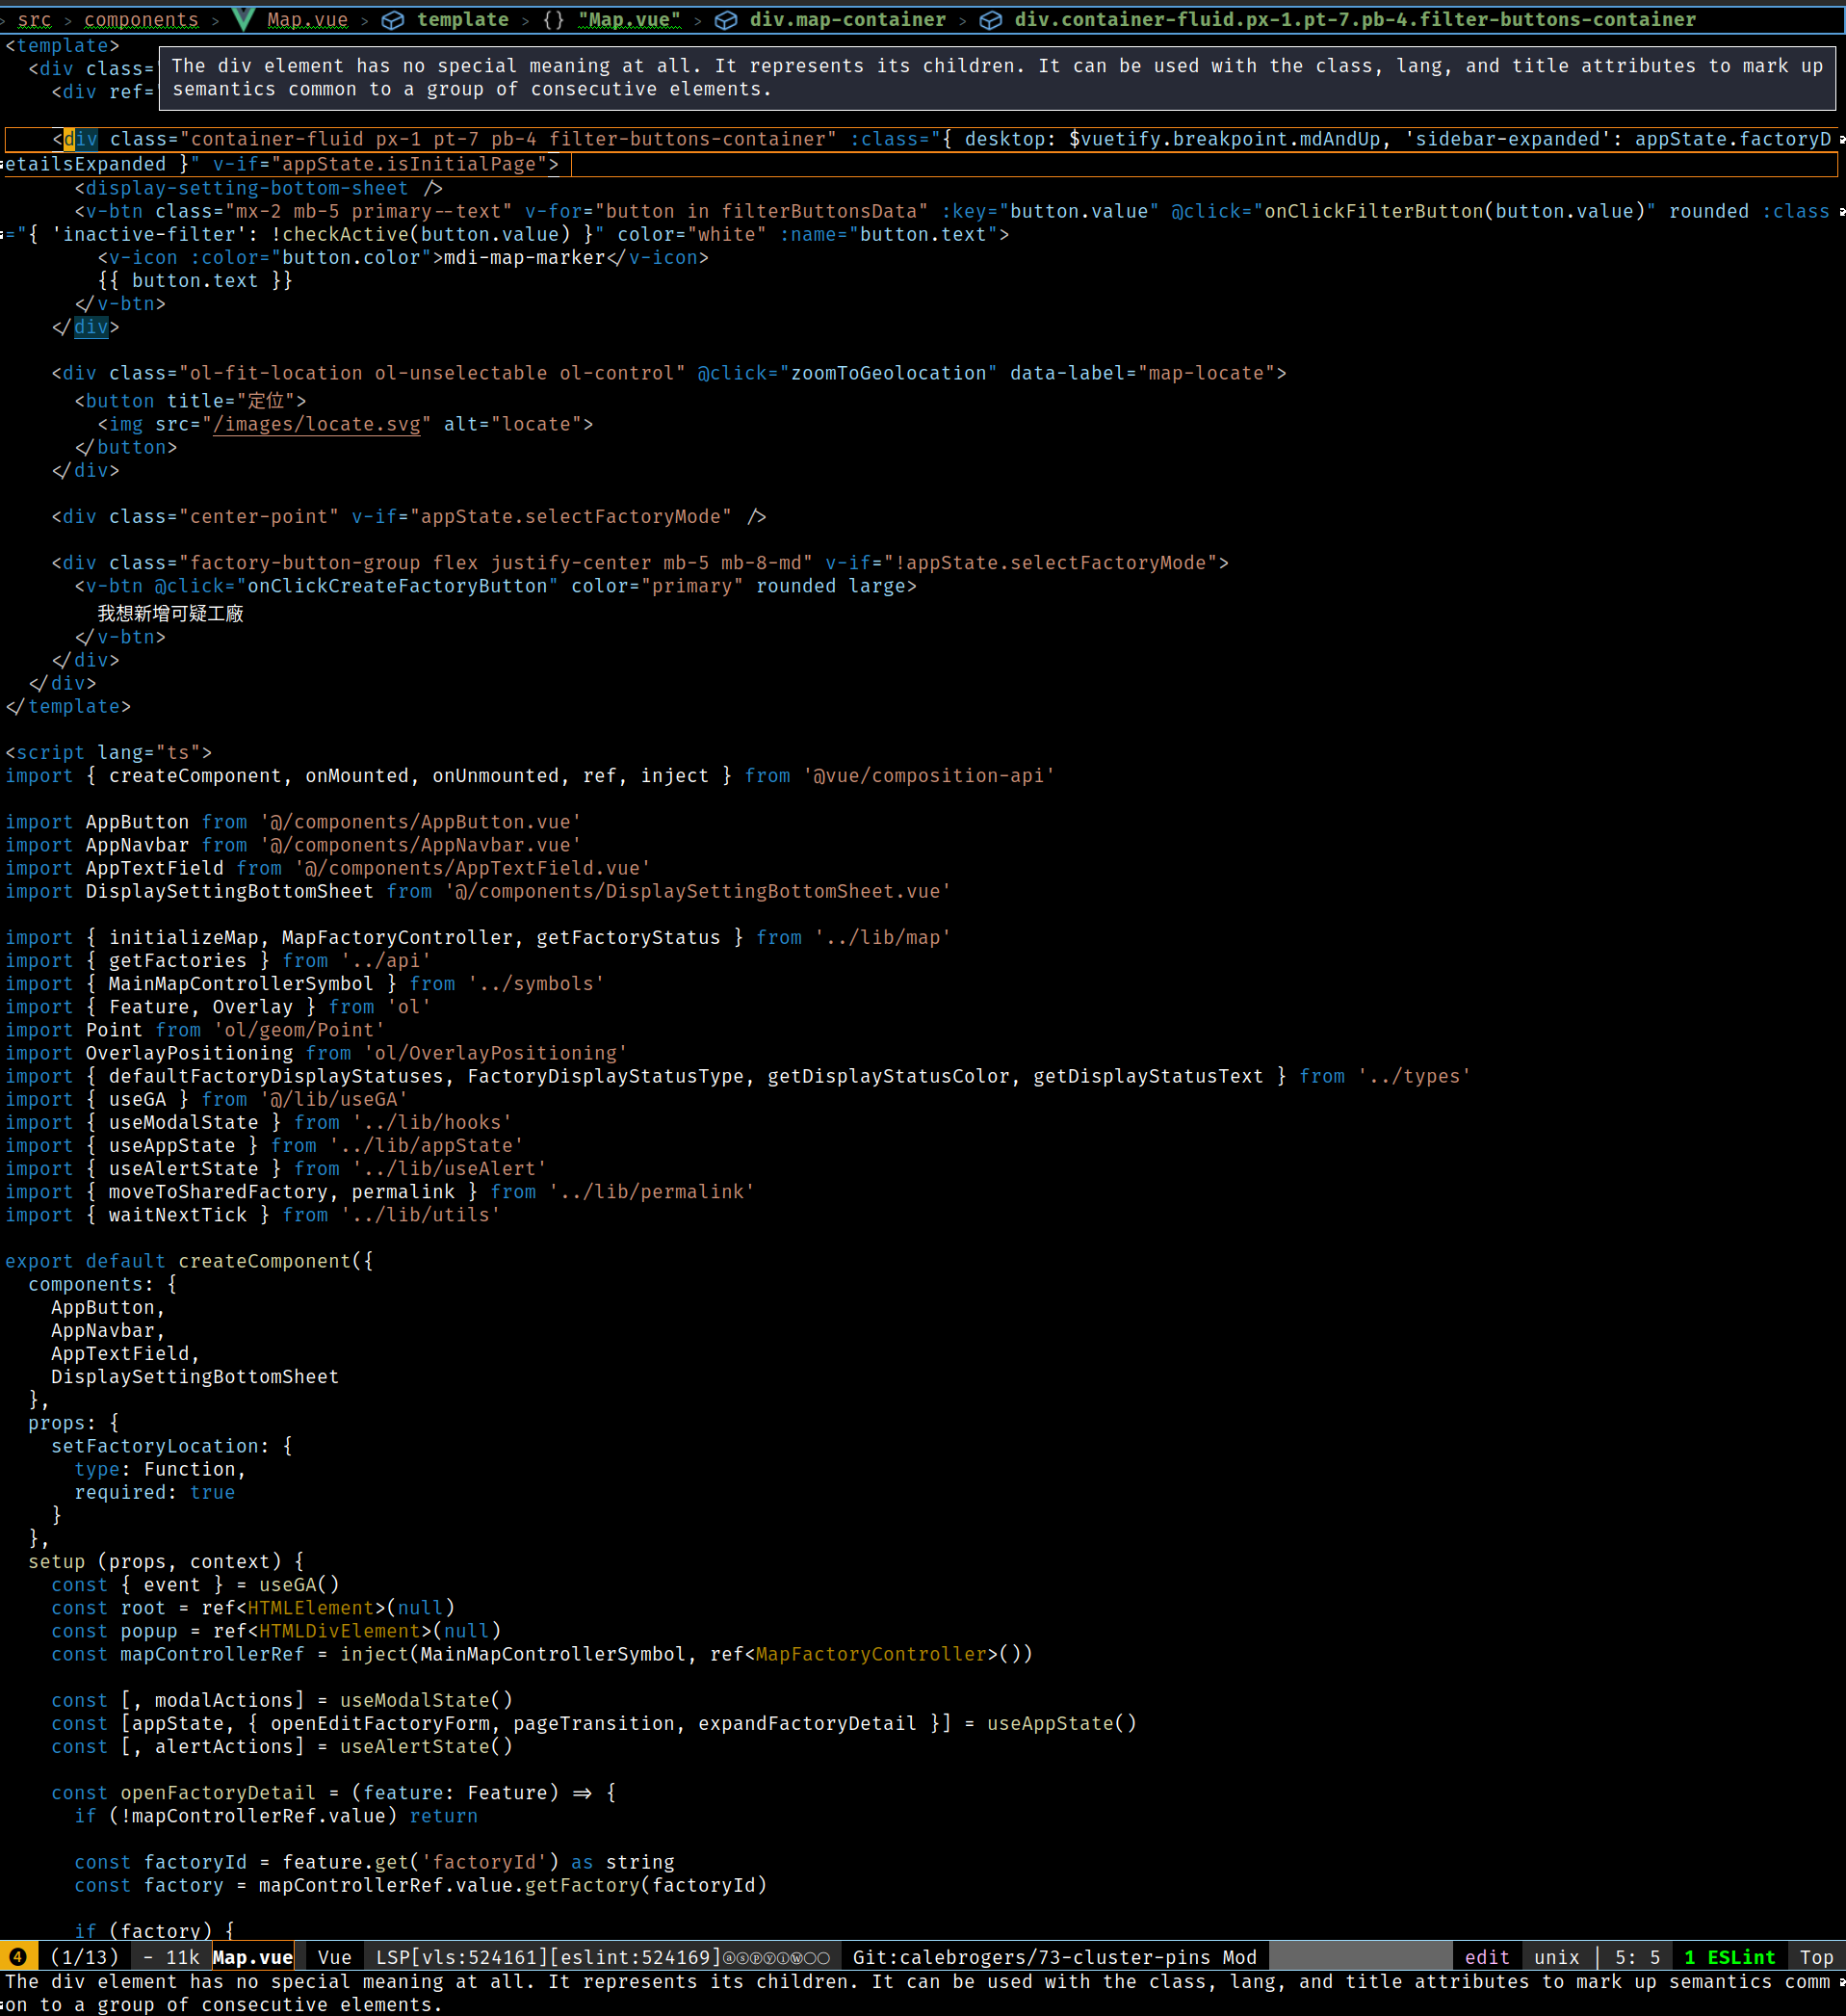 src > components > Map.vue > template > {} "Map.vue" > div.map-container > div.container-fluid.px-1.pt-7.pb-4.filter-buttons-container
<template>
<div class="
The div element has no special meaning at all. It represents its children. It can be used with the class, lang, and title attributes to mark up
<div ref="
semantics common to a group of consecutive elements.
<div class="container-fluid px-1 pt-7 pb-4 filter-buttons-container" :class="{ desktop: $vuetify.breakpoint.mdAndUp, 'sidebar-expanded': appState.factoryD
etailsExpanded }" v-if="appState.isInitialPage">
<display-setting-bottom-sheet />
<v-btn class="mx-2 mb-5 primary--text" v-for="button in filterButtonsData" :key="button.value" @click="onClickFilterButton(button.value)" rounded :class
="{ 'inactive-filter': !checkActive(button.value) }" color="white" :name="button.text">
<v-icon :color="button.color">mdi-map-marker</v-icon>
{{ button.text }}
</v-btn>
</div>
<div class="ol-fit-location ol-unselectable ol-control" @click="zoomToGeolocation" data-label="map-locate">
<button title="定位">
<img src="/images/locate.svg" alt="locate">
</button>
</div>
<div class="center-point" v-if="appState.selectFactoryMode" />
<div class="factory-button-group flex justify-center mb-5 mb-8-md" v-if="!appState.selectFactoryMode">
<v-btn @click="onClickCreateFactoryButton" color="primary" rounded large>
我想新增可疑工廠
</v-btn>
</div>
</div>
</template>
<script lang="ts">
import { createComponent, onMounted, onUnmounted, ref, inject } from '@vue/composition-api'
import AppButton from '@/components/AppButton.vue'
import AppNavbar from '@/components/AppNavbar.vue'
import AppTextField from '@/components/AppTextField.vue'
import DisplaySettingBottomSheet from '@/components/DisplaySettingBottomSheet.vue'
import { initializeMap, MapFactoryController, getFactoryStatus } from '../lib/map'
import { getFactories } from '../api'
import { MainMapControllerSymbol } from '../symbols'
import { Feature, Overlay } from 'ol'
import Point from 'ol/geom/Point'
import OverlayPositioning from 'ol/OverlayPositioning'
import { defaultFactoryDisplayStatuses, FactoryDisplayStatusType, getDisplayStatusColor, getDisplayStatusText } from '../types'
import { useGA } from '@/lib/useGA'
import { useModalState } from '../lib/hooks'
import { useAppState } from '../lib/appState'
import { useAlertState } from '../lib/useAlert'
import { moveToSharedFactory, permalink } from '../lib/permalink'
import { waitNextTick } from '../lib/utils'
export default createComponent({
components: {
AppButton,
AppNavbar,
AppTextField,
DisplaySettingBottomSheet
},
props: {
setFactoryLocation: {
type: Function,
required: true
}
},
setup (props, context) {
const { event } = useGA()
const root = ref<HTMLElement>(null)
const popup = ref<HTMLDivElement>(null)
const mapControllerRef = inject(MainMapControllerSymbol, ref<MapFactoryController>())
const [, modalActions] = useModalState()
const [appState, { openEditFactoryForm, pageTransition, expandFactoryDetail }] = useAppState()
const [, alertActions] = useAlertState()
const openFactoryDetail = (feature: Feature) => {
if (!mapControllerRef.value) return
const factoryId = feature.get('factoryId') as string
const factory = mapControllerRef.value.getFactory(factoryId)
if (factory) {
4 (1/13) - 11k Map.vue Vue LSP[vls:524161][eslint:524169]ⓐⓢⓟⓨⓘⓦ○○ Git:calebrogers/73-cluster-pins Mod edit unix | 5: 5 1 ESLint Top
The div element has no special meaning at all. It represents its children. It can be used with the class, lang, and title attributes to mark up semantics comm
on to a group of consecutive elements.